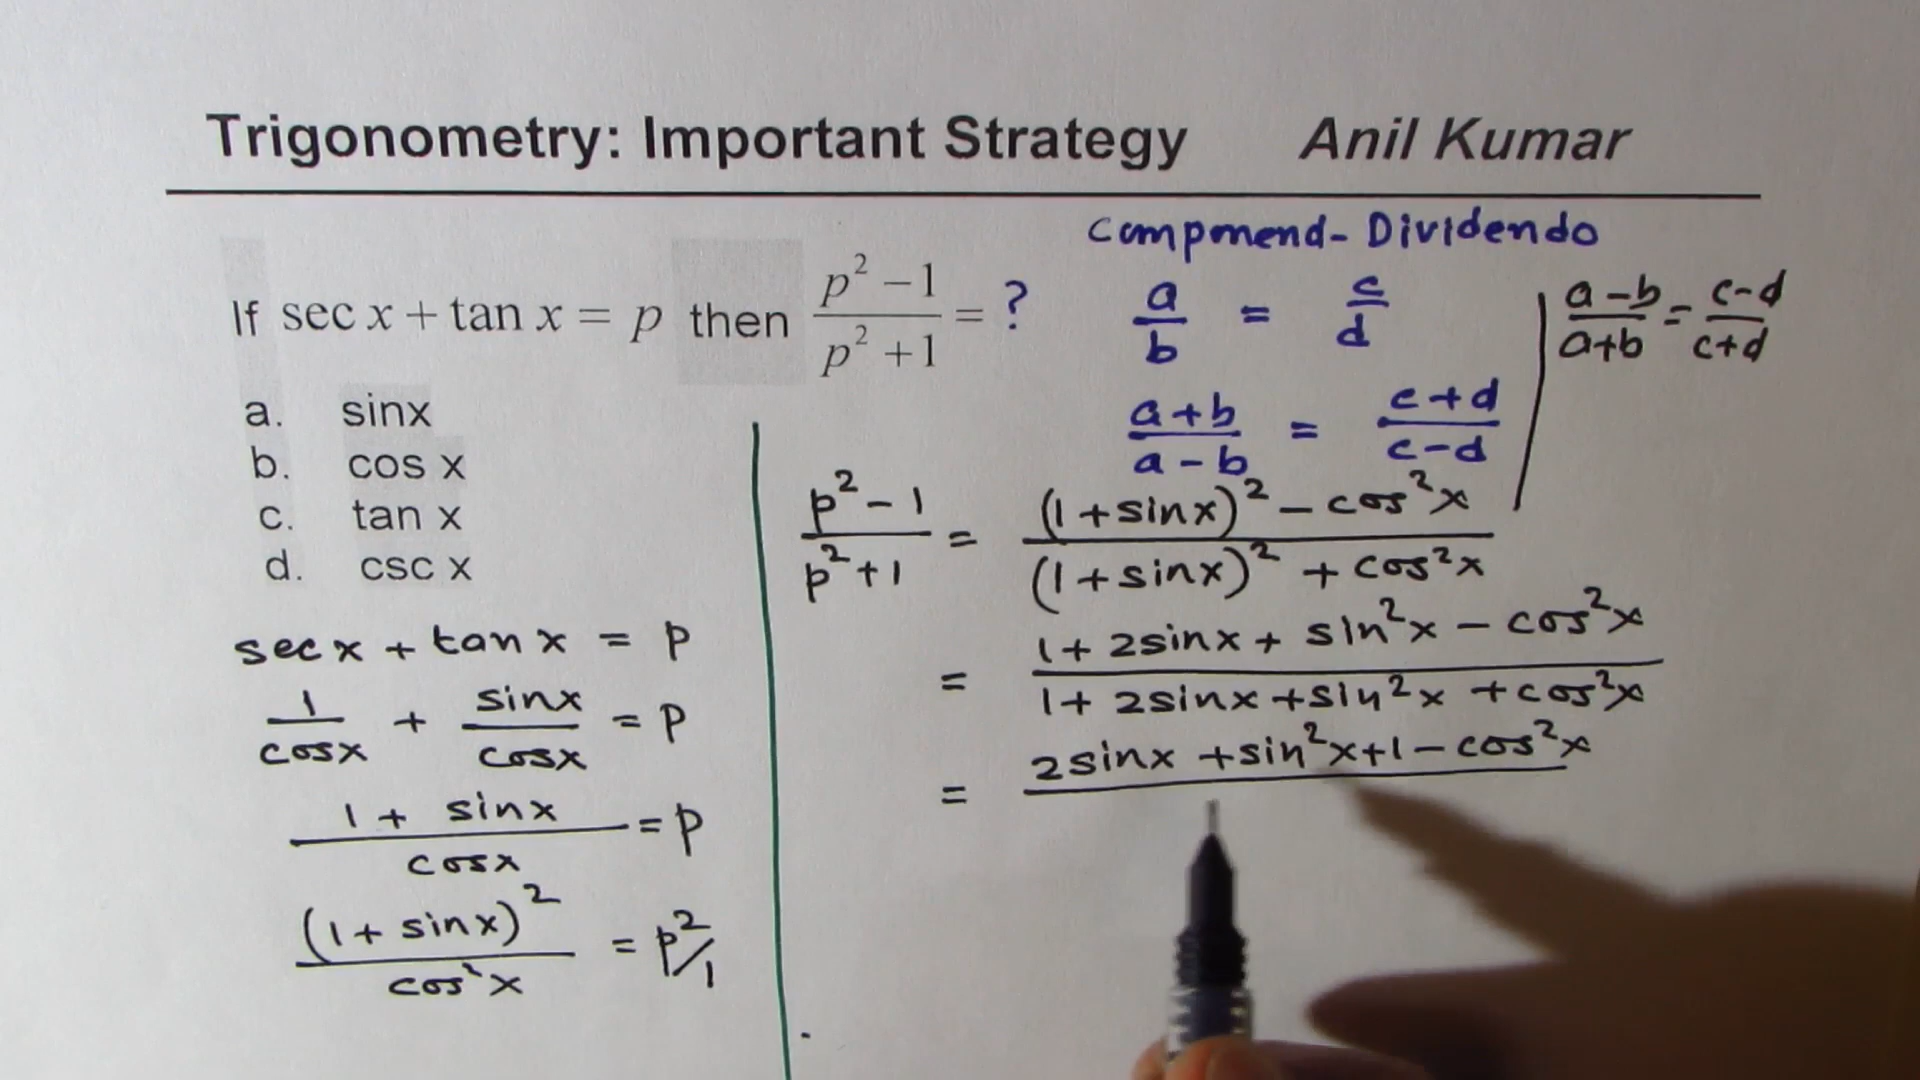 Trigonometry: Important Strategy Anil Kumar
Compmend-Dividendo
If sec x + tan x = p then (p² − 1)/(p² + 1) = ?
a/b = c/d
(a−b)/(a+b) = (c−d)/(c+d)
(a+b)/(a−b) = (c+d)/(c−d)
a. sinx
b. cos x
c. tan x
d. csc x
secx + tan x = P
1/cosx + sinx/cosx = P
(1 + sinx)/cosx = P
(1 + sinx)²/cos²x = p²/1
(p² − 1)/(p² + 1) = ((1 + sinx)² − cos²x)/((1 + sinx)² + cos²x)
= (1 + 2sinx + sin²x − cos²x)/(1 + 2sinx + sin²x + cos²x)
= 2sinx + sin²x + 1 − cos²x